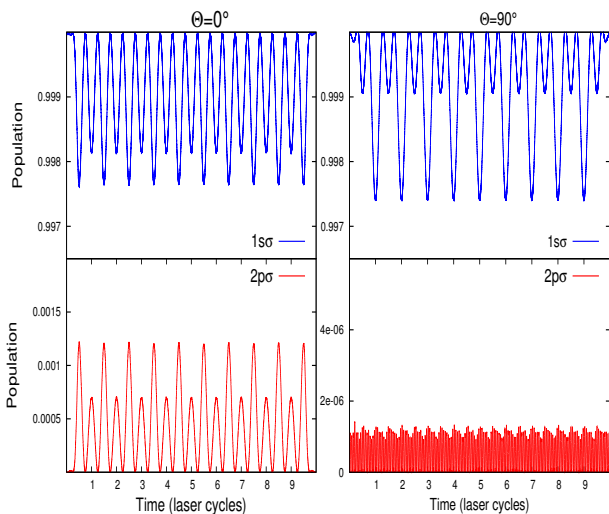 Θ=0°
Θ=90°
Population
0.999
0.998
0.997
1sσ
0.999
0.998
0.997
1sσ
Population
0.0015
0.001
0.0005
2pσ
1 2 3 4 5 6 7 8 9
Time (laser cycles)
4e-06
2e-06
0
2pσ
1 2 3 4 5 6 7 8 9
Time (laser cycles)